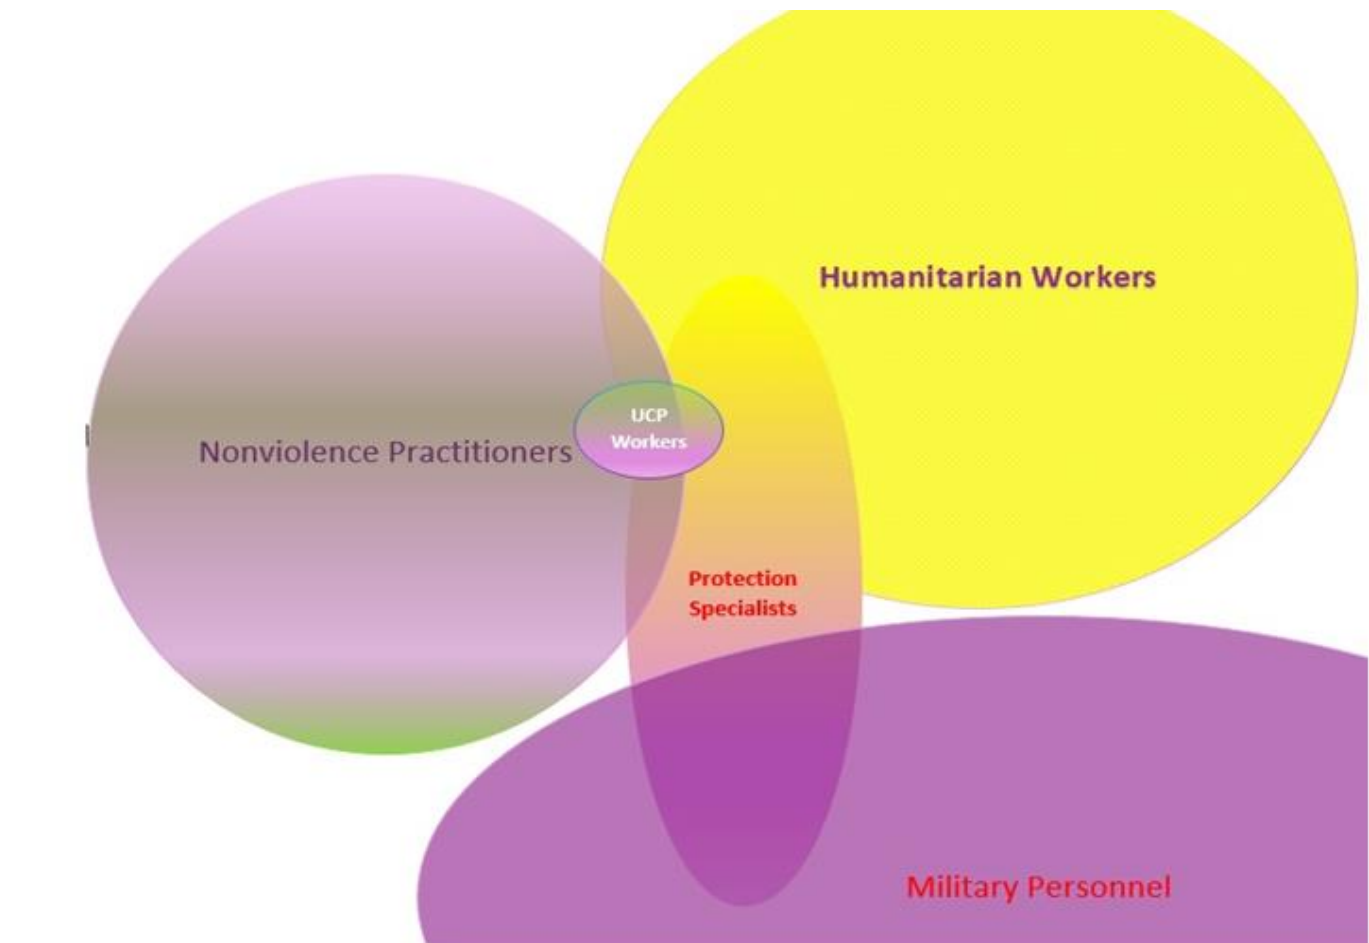 Humanitarian Workers
UCP
Workers
Nonviolence Practitioners
Protection
Specialists
Military Personnel